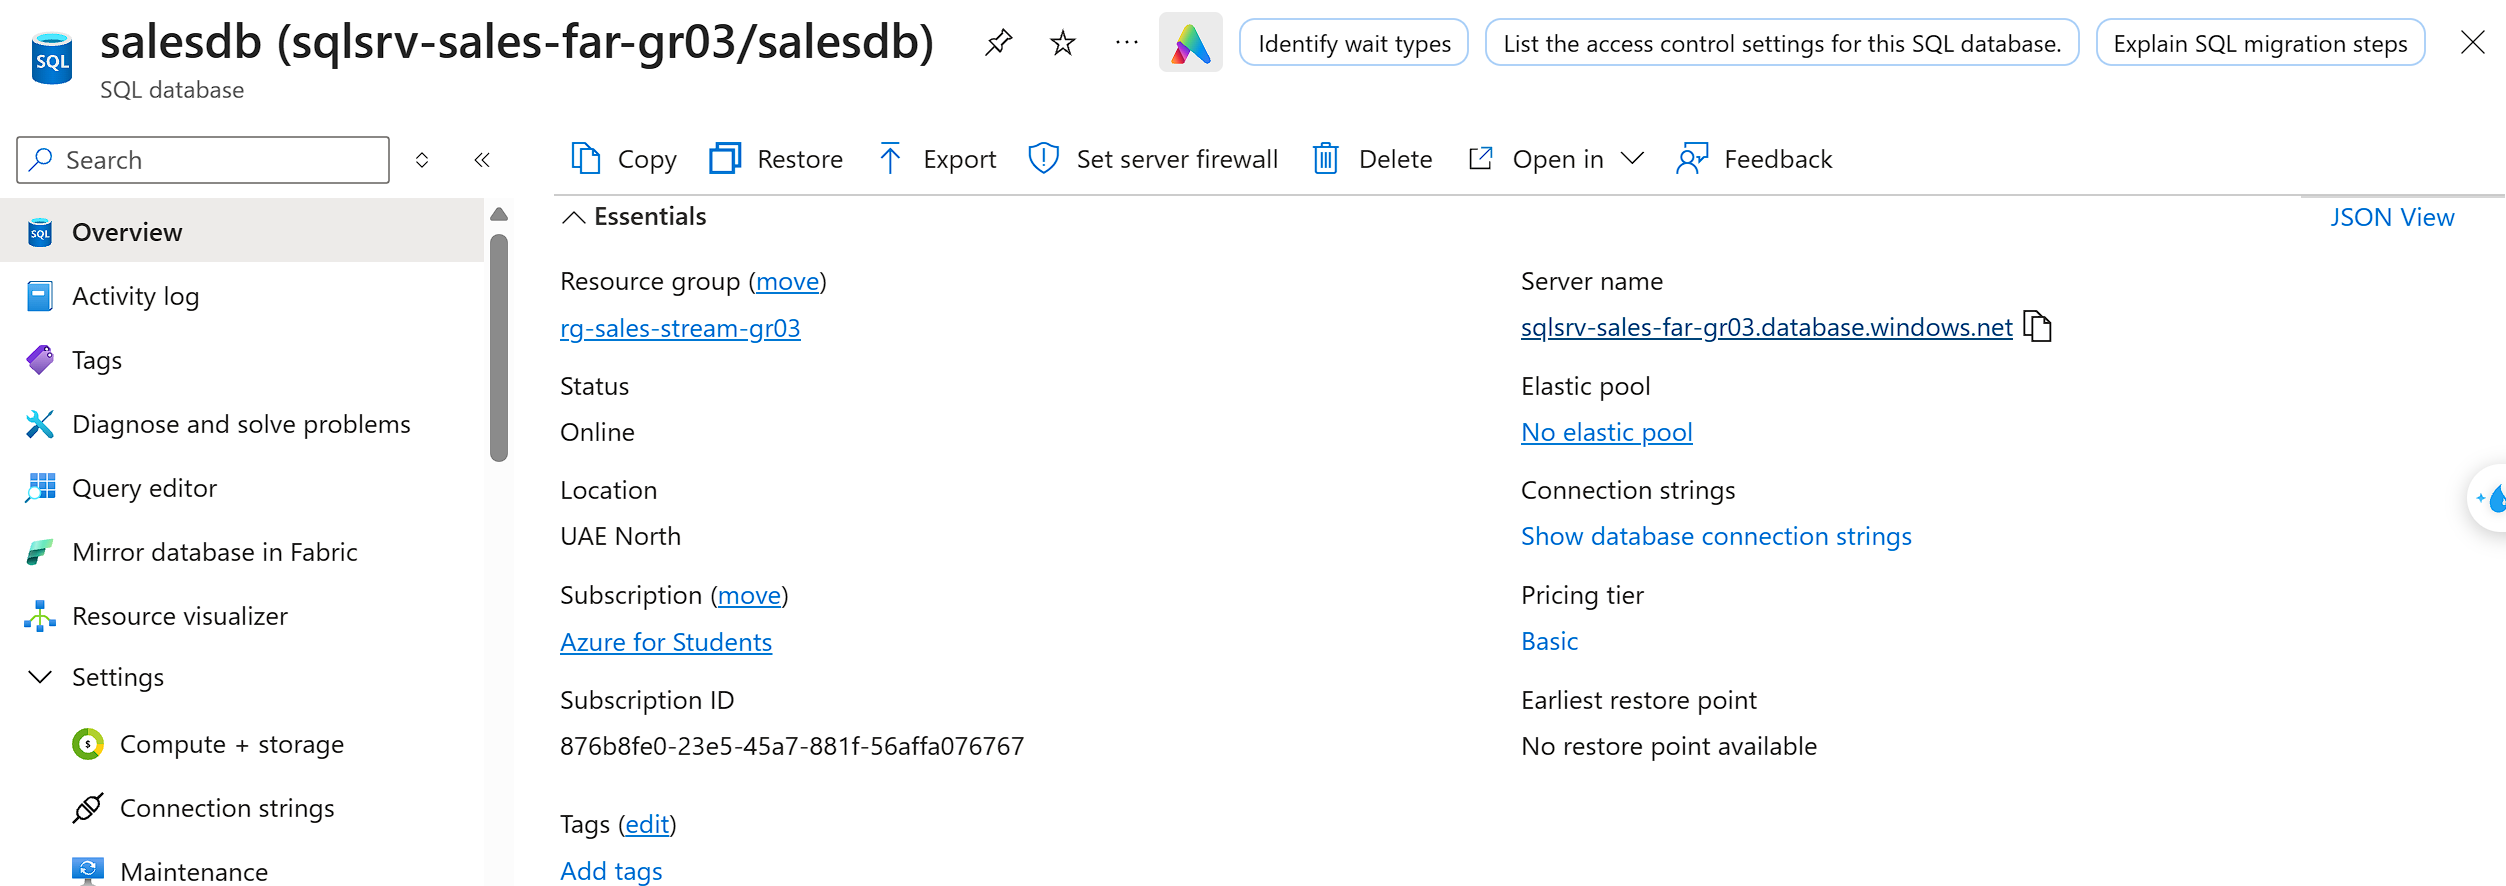 salesdb (sqlsrv-sales-far-gr03/salesdb)
SQL
SQL database
Identify wait types
List the access control settings for this SQL database.
Explain SQL migration steps
Search
Copy
Restore
Export
Set server firewall
Delete
Open in
Feedback
SQL
Overview
Activity log
Tags
Diagnose and solve problems
Query editor
Mirror database in Fabric
Resource visualizer
Settings
Compute + storage
Connection strings
Maintenance
Essentials
JSON View
Resource group (move)
rg-sales-stream-gr03
Status
Online
Location
UAE North
Subscription (move)
Azure for Students
Subscription ID
876b8fe0-23e5-45a7-881f-56affa076767
Tags (edit)
Add tags
Server name
sqlsrv-sales-far-gr03.database.windows.net
Elastic pool
No elastic pool
Connection strings
Show database connection strings
Pricing tier
Basic
Earliest restore point
No restore point available